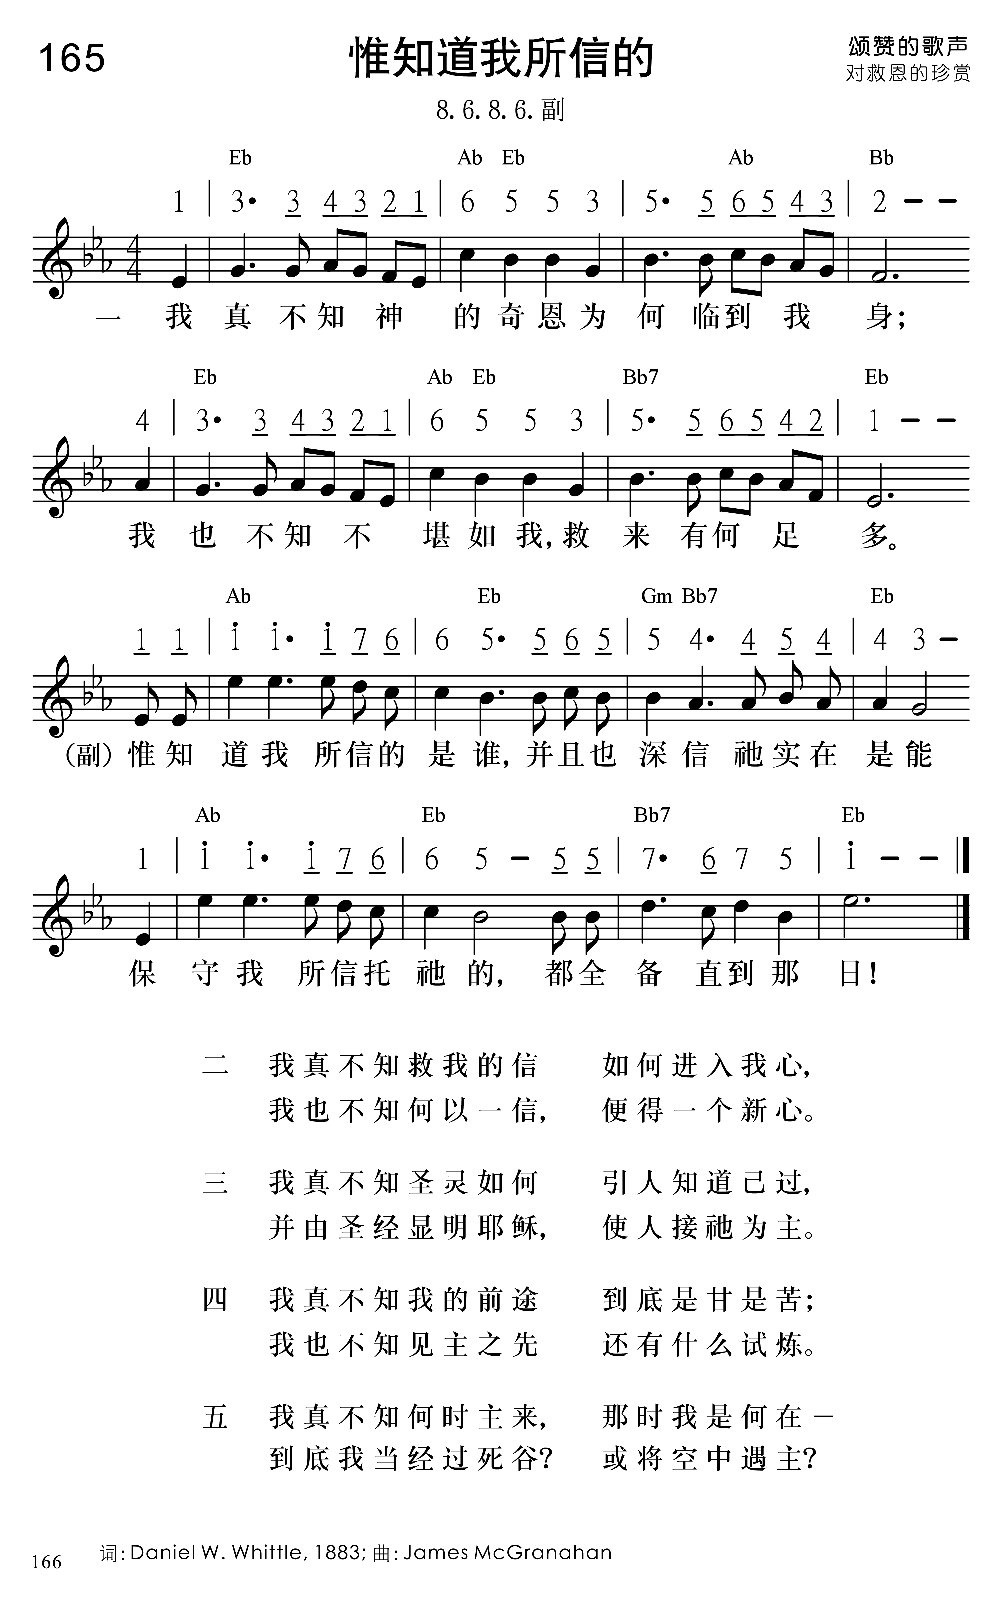 165 惟知道我所信的 颂赞的歌声
对救恩的珍赏
8.6.8.6.副
Eb Ab Eb Ab Bb
1 | 3· 3 4 3 2 1 | 6 5 5 3 | 5· 5 6 5 4 3 | 2 − −
4 4
一 我 真 不 知 神 的 奇 恩 为 何 临 到 我 身；
Eb Ab Eb Bb7 Eb
4 | 3· 3 4 3 2 1 | 6 5 5 3 | 5· 5 6 5 4 2 | 1 − −
我 也 不 知 不 堪 如 我，救 来 有 何 足 多。
Ab Eb Gm Bb7 Eb
1 1 | i i· i 7 6 | 6 5· 5 6 5 | 5 4· 4 5 4 | 4 3 −
(副) 惟 知 道 我 所 信 的 是 谁，并 且 也 深 信 祂 实 在 是 能
Ab Eb Bb7 Eb
1 | i i· i 7 6 | 6 5 − 5 5 | 7· 6 7 5 | i − −
保 守 我 所 信 托 祂 的，都 全 备 直 到 那 日！
二 我真不知救我的信 如何进入我心，
我也不知何以一信， 便得一个新心。
三 我真不知圣灵如何 引人知道己过，
并由圣经显明耶稣， 使人接祂为主。
四 我真不知我的前途 到底是甘是苦；
我也不知见主之先 还有什么试炼。
五 我真不知何时主来， 那时我是何在－
到底我当经过死谷？ 或将空中遇主？
166 词: Daniel W. Whittle, 1883; 曲: James McGranahan